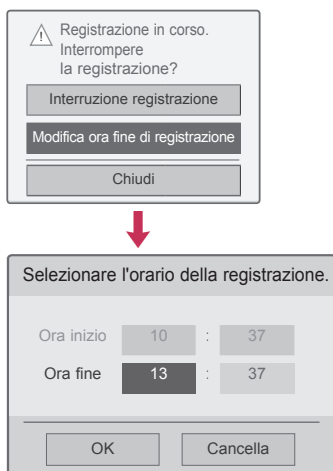 Registrazione in corso.
Interrompere
la registrazione?
Interruzione registrazione
Modifica ora fine di registrazione
Chiudi
Selezionare l'orario della registrazione.
Ora inizio 10 : 37
Ora fine 13 : 37
OK Cancella